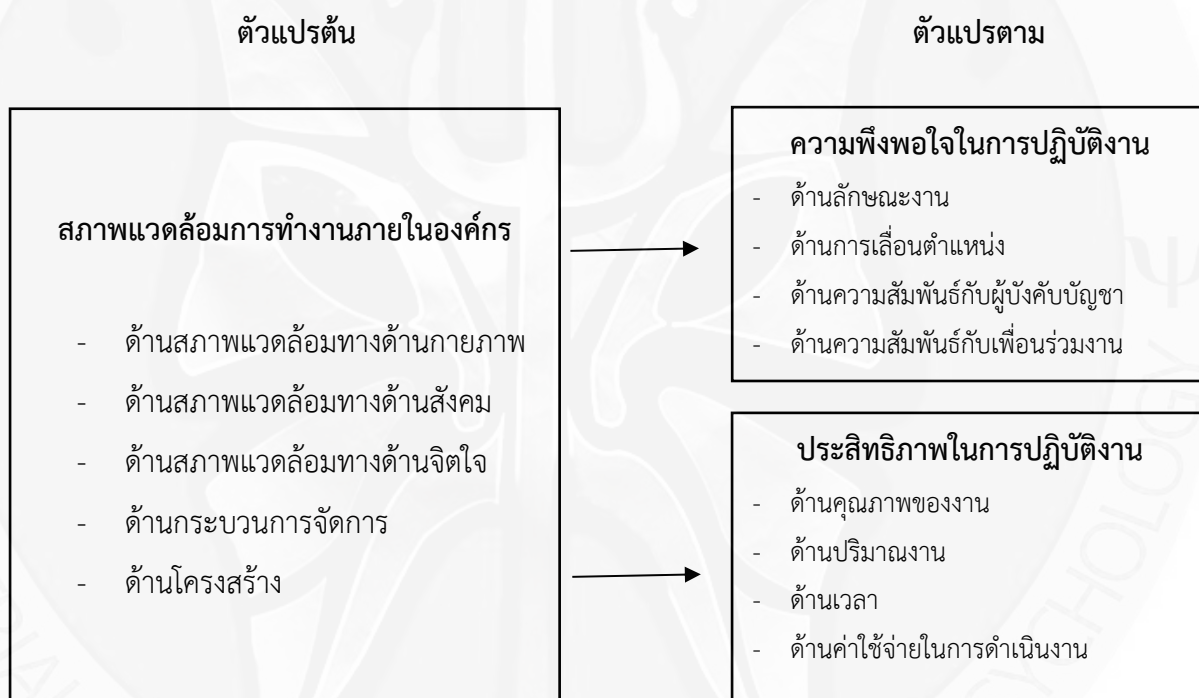 ตัวแปรต้น
ตัวแปรตาม
สภาพแวดล้อมการทำงานภายในองค์กร
- ด้านสภาพแวดล้อมทางด้านกายภาพ
- ด้านสภาพแวดล้อมทางด้านสังคม
- ด้านสภาพแวดล้อมทางด้านจิตใจ
- ด้านกระบวนการจัดการ
- ด้านโครงสร้าง
ความพึงพอใจในการปฏิบัติงาน
- ด้านลักษณะงาน
- ด้านการเลื่อนตำแหน่ง
- ด้านความสัมพันธ์กับผู้บังคับบัญชา
- ด้านความสัมพันธ์กับเพื่อนร่วมงาน
ประสิทธิภาพในการปฏิบัติงาน
- ด้านคุณภาพของงาน
- ด้านปริมาณงาน
- ด้านเวลา
- ด้านค่าใช้จ่ายในการดำเนินงาน